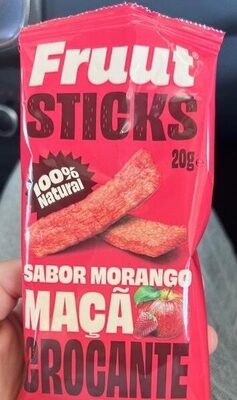 Fruut®
STICKS
20g e
100%
Natural
SABOR MORANGO
MAÇÃ
CROCANTE